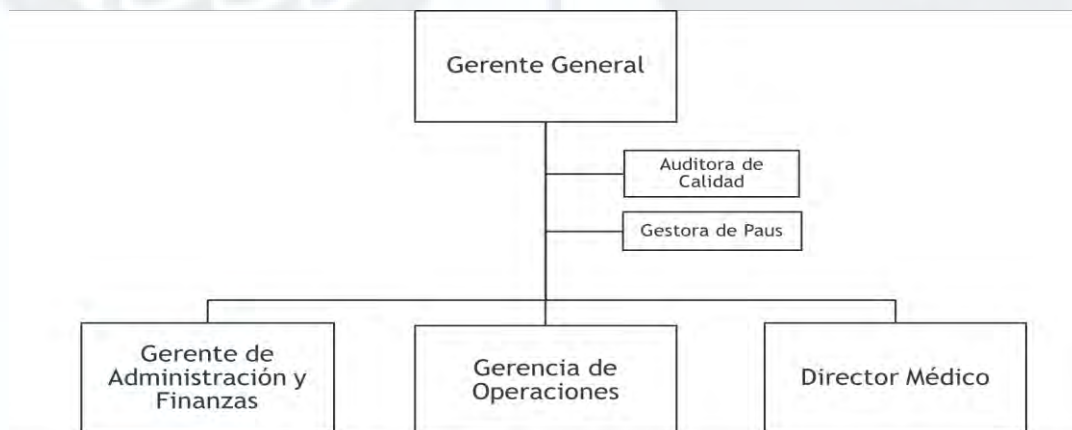 Gerente General
Auditora de
Calidad
Gestora de Paus
Gerente de
Administración y
Finanzas
Gerencia de
Operaciones
Director Médico